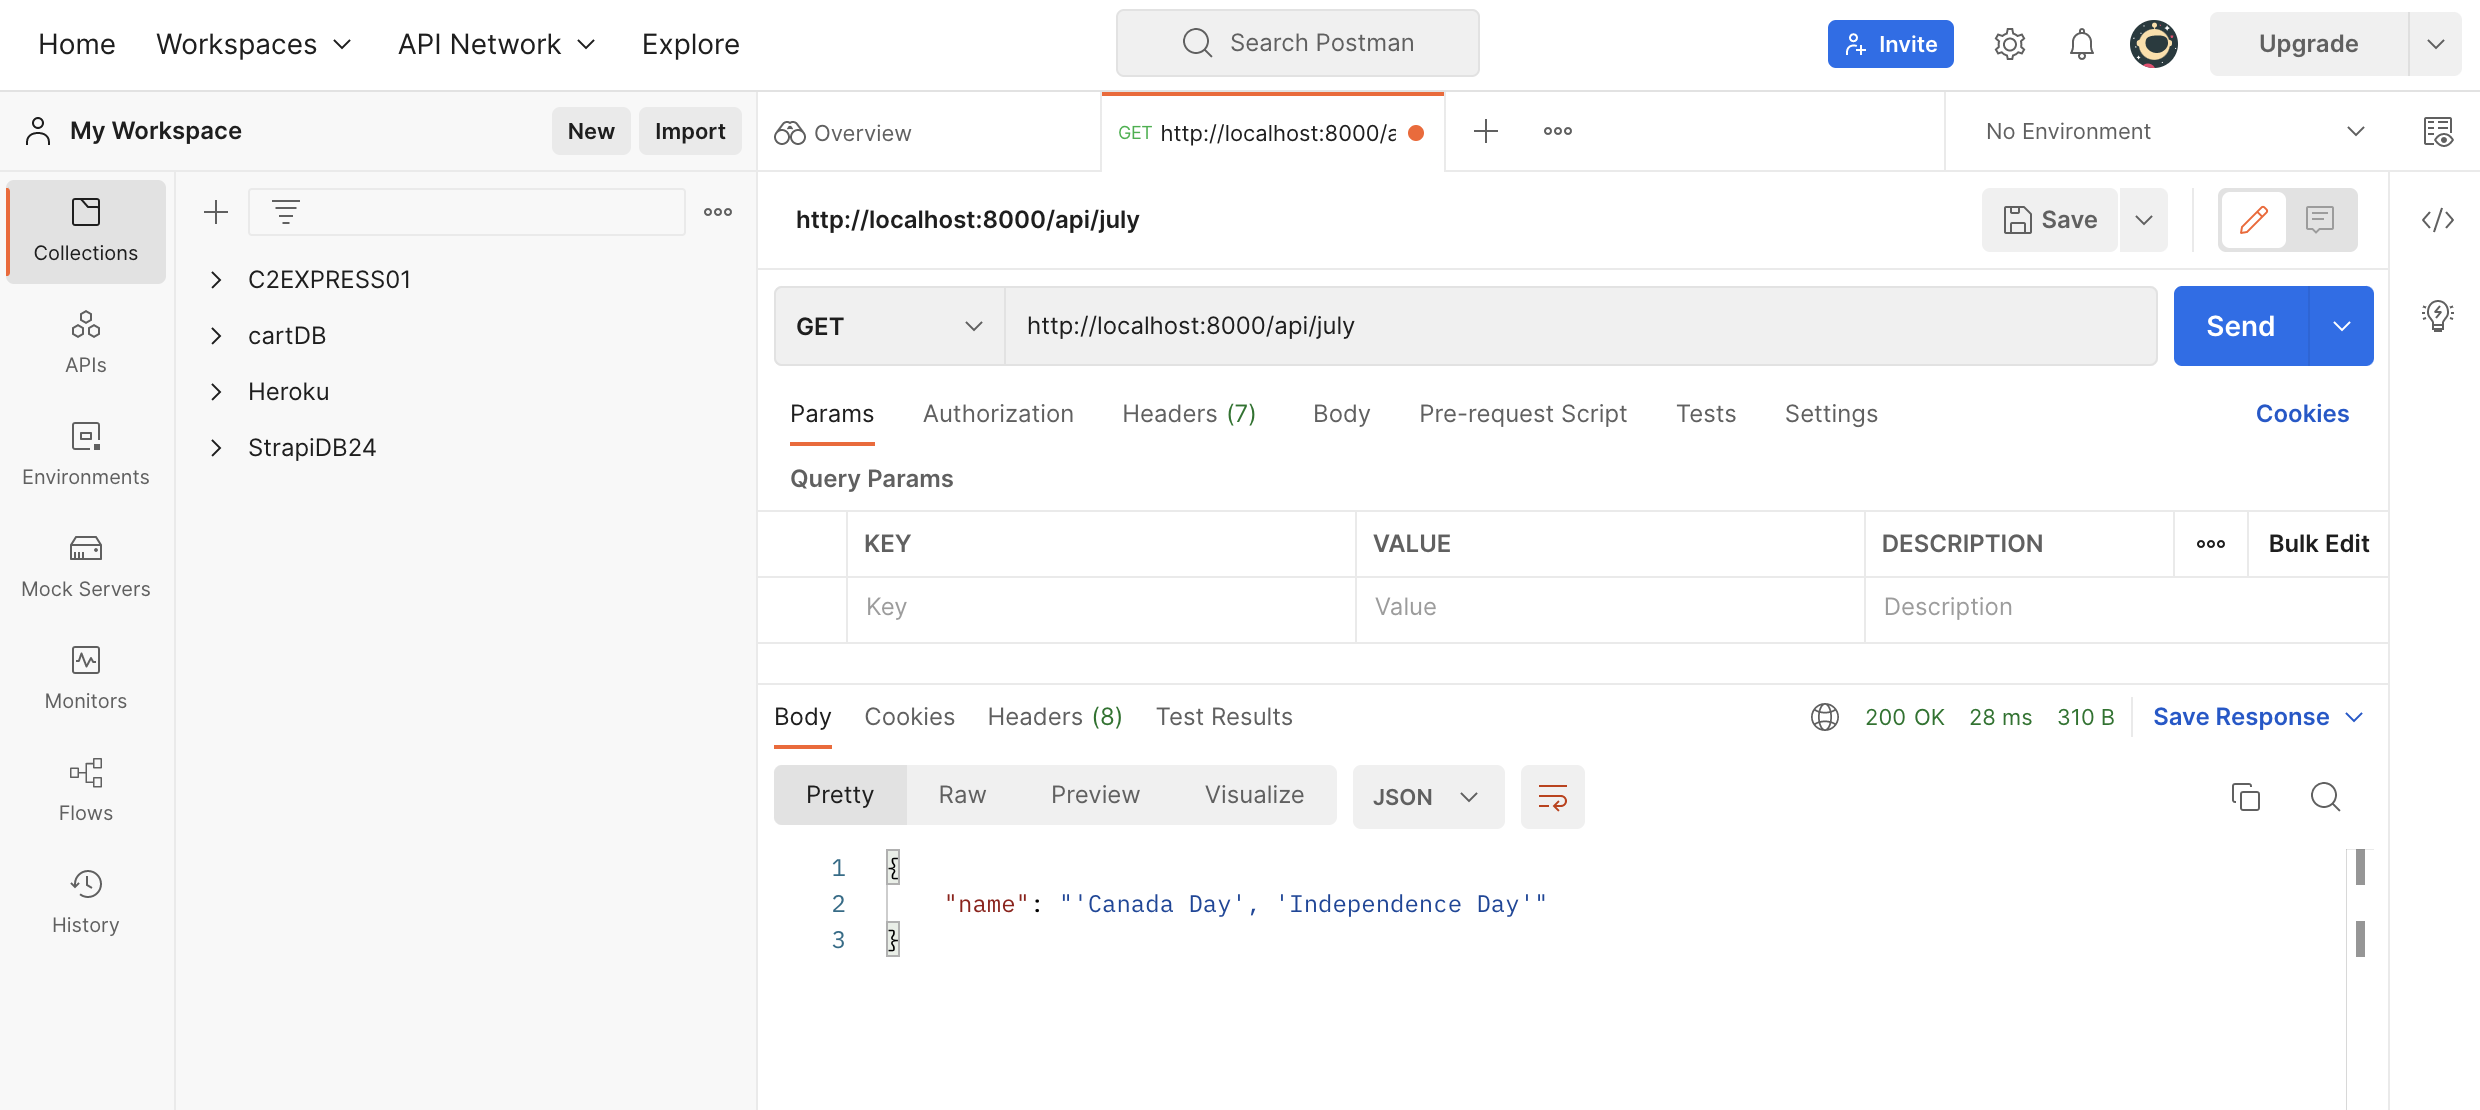 Home Workspaces API Network Explore Search Postman Invite Upgrade
My Workspace New Import Overview GET http://localhost:8000/a No Environment
Collections
APIs
Environments
Mock Servers
Monitors
Flows
History
C2EXPRESS01
cartDB
Heroku
StrapiDB24
http://localhost:8000/api/july Save
GET http://localhost:8000/api/july Send
Params Authorization Headers (7) Body Pre-request Script Tests Settings Cookies
Query Params
KEY VALUE DESCRIPTION Bulk Edit
Key Value Description
Body Cookies Headers (8) Test Results 200 OK 28 ms 310 B Save Response
Pretty Raw Preview Visualize JSON
1 {
2 "name": "'Canada Day', 'Independence Day'"
3 }